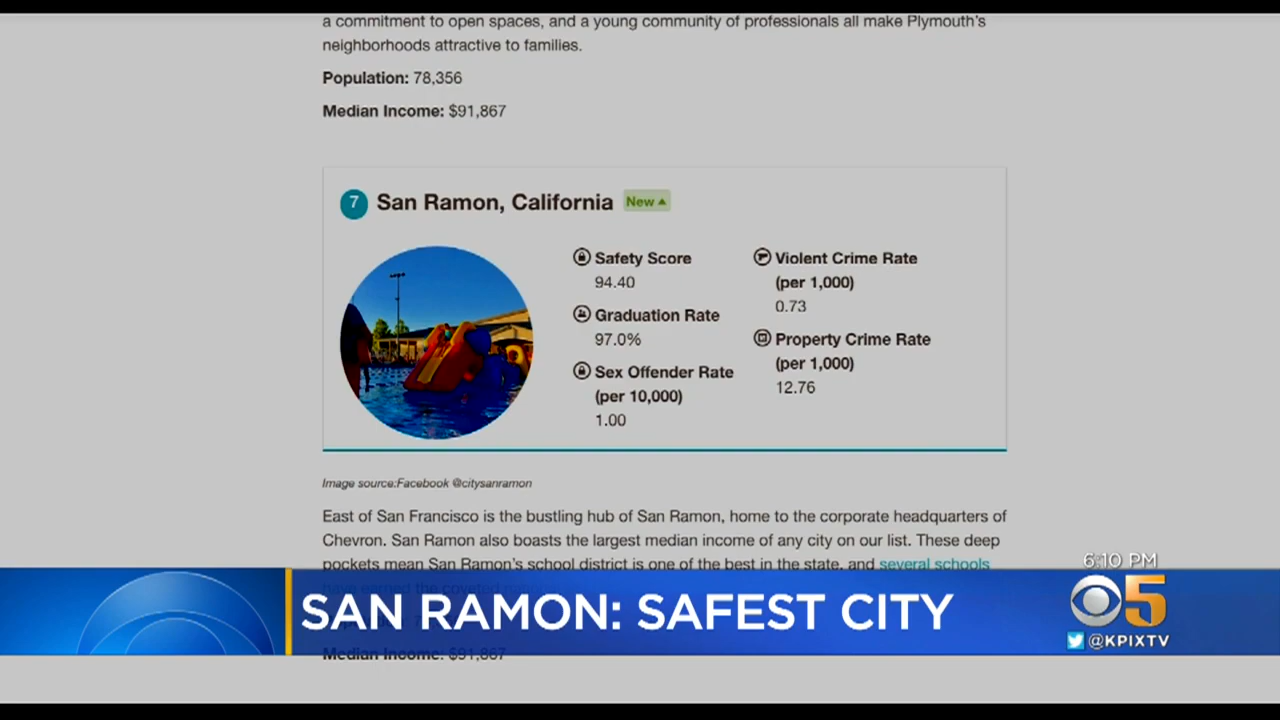 a commitment to open spaces, and a young community of professionals all make Plymouth's
neighborhoods attractive to families.
Population: 78,356
Median Income: $91,867
7 San Ramon, California New
Safety Score
94.40
Graduation Rate
97.0%
Sex Offender Rate
(per 10,000)
1.00
Violent Crime Rate
(per 1,000)
0.73
Property Crime Rate
(per 1,000)
12.76
Image source:Facebook @citysanramon
East of San Francisco is the bustling hub of San Ramon, home to the corporate headquarters of
Chevron. San Ramon also boasts the largest median income of any city on our list. These deep
pockets mean San Ramon's school district is one of the best in the state, and several schools
have earned the coveted
6:10 PM
SAN RAMON: SAFEST CITY
5
@KPIXTV
Median Income: $91,867